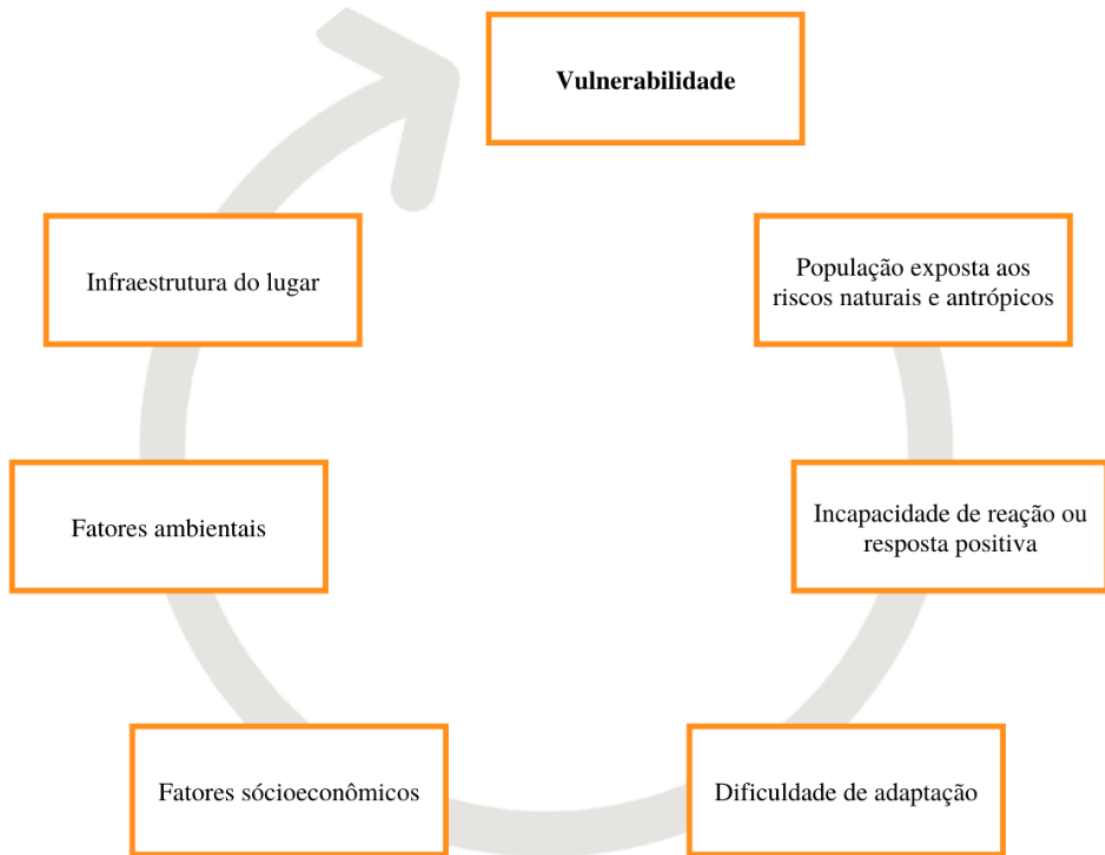 Vulnerabilidade
População exposta aos
riscos naturais e antrópicos
Incapacidade de reação ou
resposta positiva
Dificuldade de adaptação
Fatores sócioeconômicos
Fatores ambientais
Infraestrutura do lugar